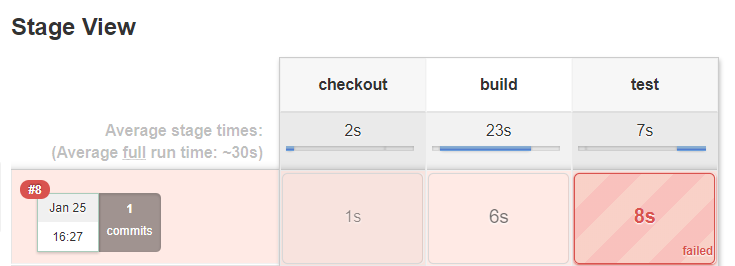 Stage View
checkout build test
Average stage times: 2s 23s 7s
(Average full run time: ~30s)
#8
Jan 25 1
16:27 commits
1s 6s 8s
failed